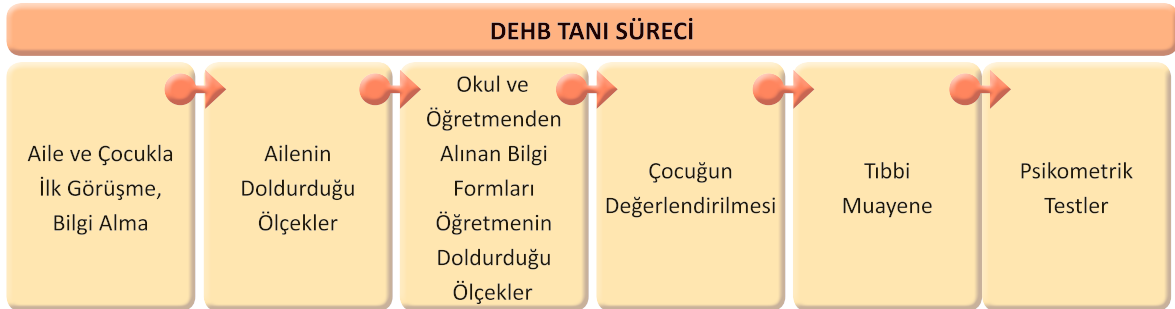 DEHB TANI SÜRECİ
Aile ve Çocukla
İlk Görüşme,
Bilgi Alma
Ailenin
Doldurduğu
Ölçekler
Okul ve
Öğretmenden
Alınan Bilgi
Formları
Öğretmenin
Doldurduğu
Ölçekler
Çocuğun
Değerlendirilmesi
Tıbbi
Muayene
Psikometrik
Testler